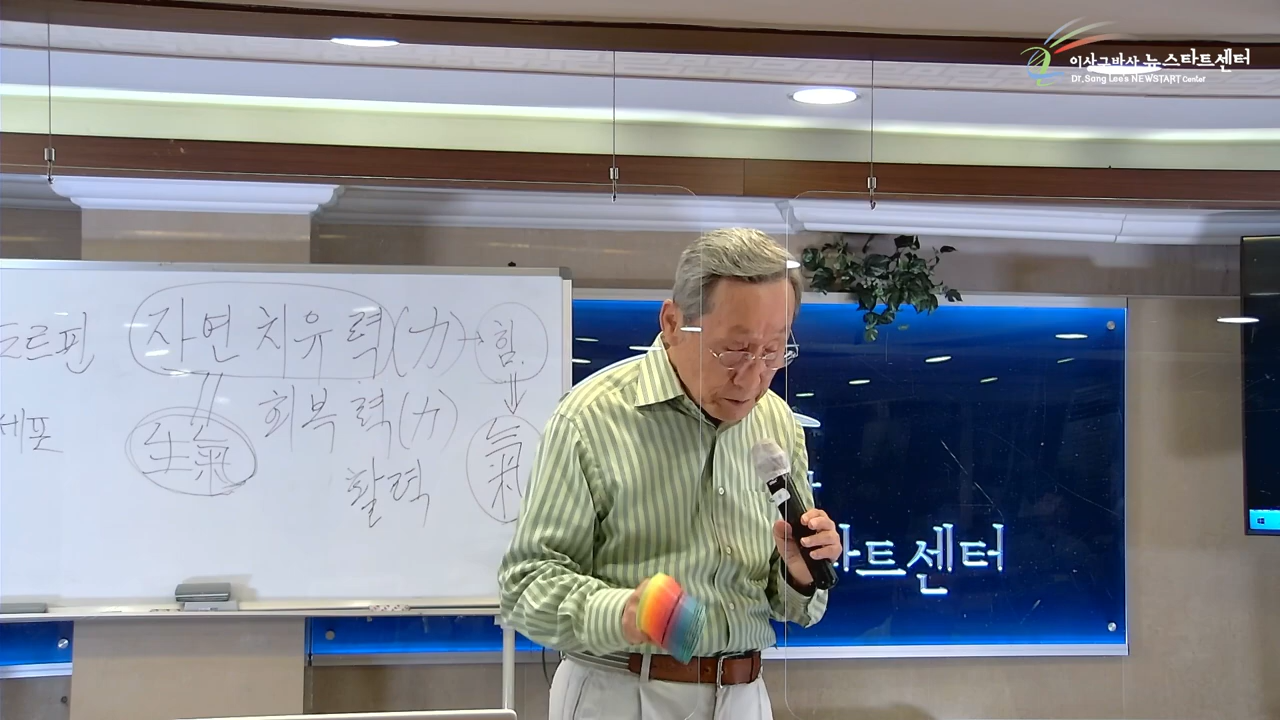 이상구박사 뉴스타트센터
Dr. Sang Lee's NEWSTART Center
도르핀 자연치유력(力)→힘.
세포 生氣 회복력(力) 氣
활력
타트센터